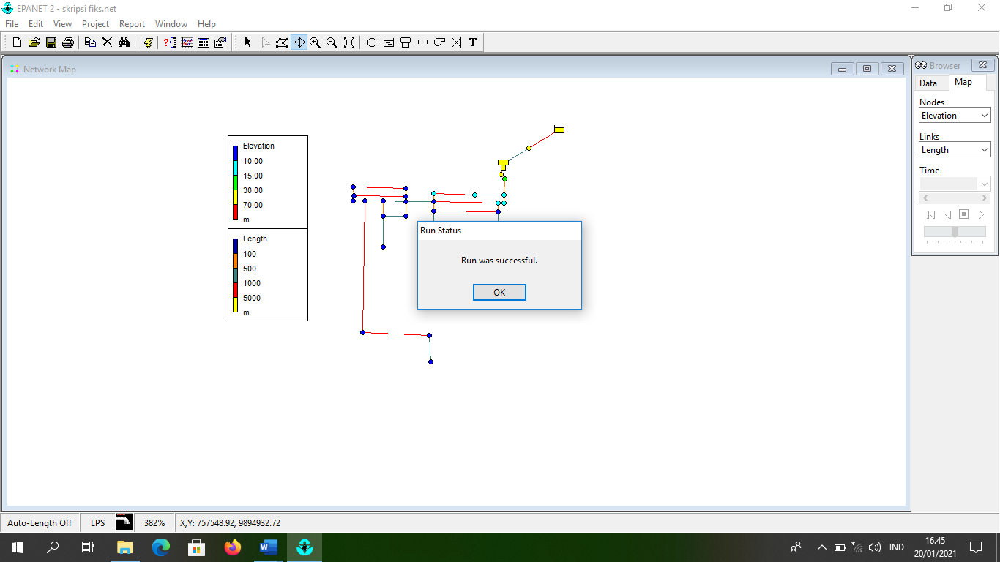 EPANET 2 - skripsi fiks.net
File Edit View Project Report Window Help
T
Network Map
Browser
Data Map
Nodes
Elevation
Links
Length
Time
Elevation
10.00
15.00
30.00
70.00
m
Length
100
500
1000
5000
m
Run Status
Run was successful.
OK
Auto-Length Off LPS 382% X,Y: 757548.92, 9894932.72
IND
16.45
20/01/2021